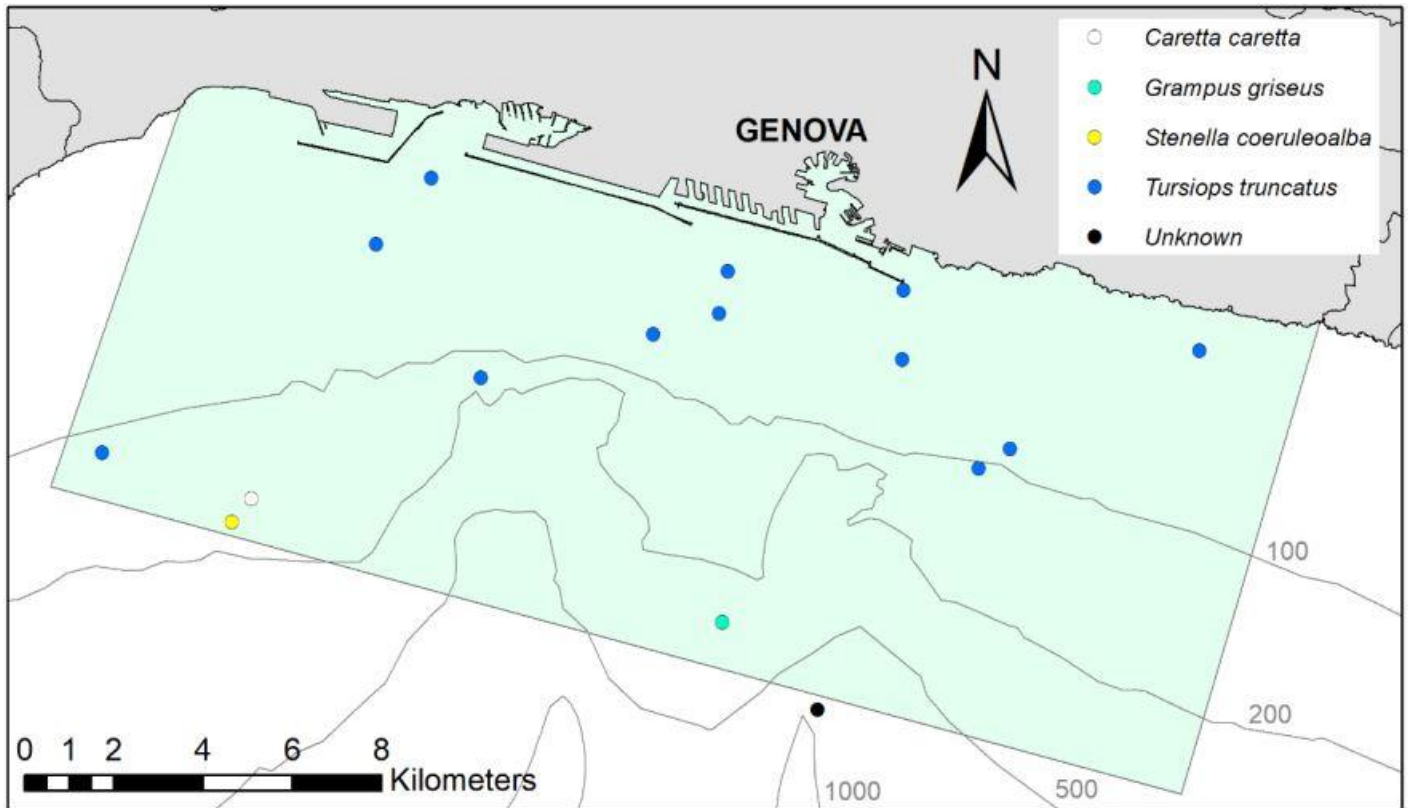 Caretta caretta
N
Grampus griseus
GENOVA
Stenella coeruleoalba
Tursiops truncatus
Unknown
100
200
0 1 2 4 6 8
Kilometers
1000
500